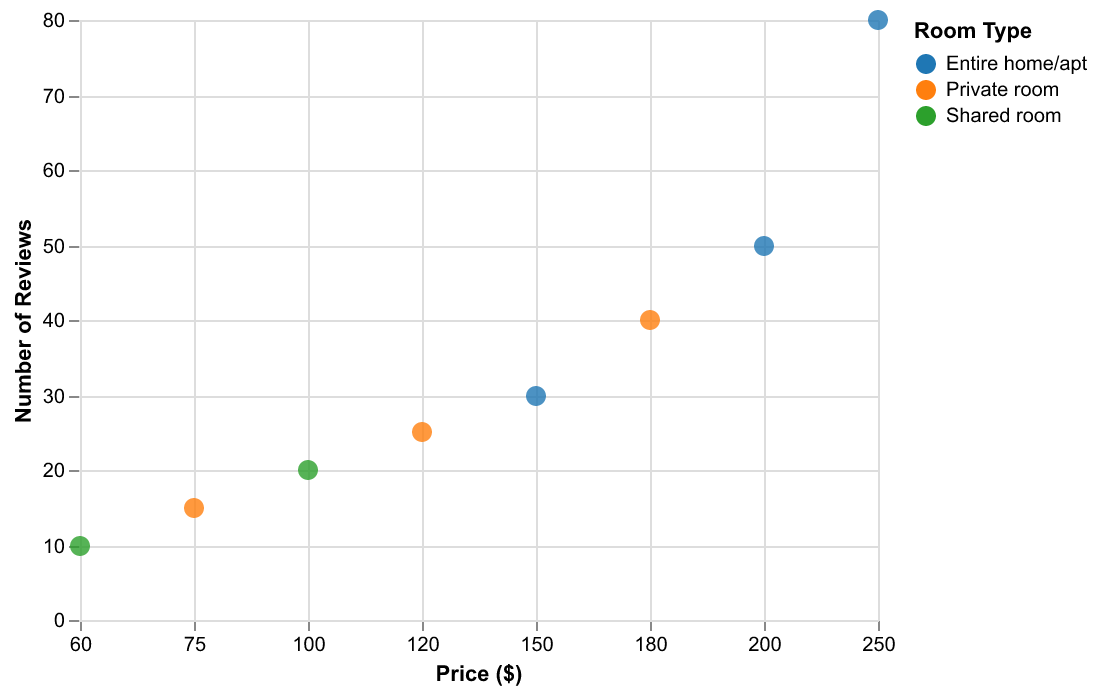 Room Type
Entire home/apt
Private room
Shared room
Number of Reviews
80
70
60
50
40
30
20
10
0
60 75 100 120 150 180 200 250
Price ($)